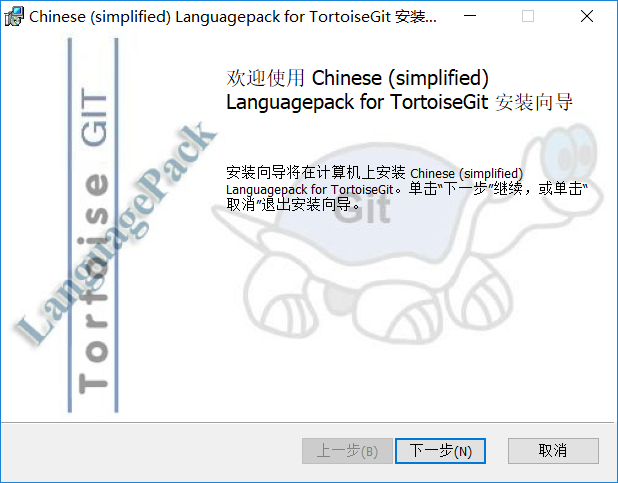 Chinese (simplified) Languagepack for TortoiseGit 安装...
欢迎使用 Chinese (simplified)
Languagepack for TortoiseGit 安装向导
安装向导将在计算机上安装 Chinese (simplified)
Languagepack for TortoiseGit。单击“下一步”继续，或单击“
取消”退出安装向导。
Git
Tortoise GIT
LanguagePack
上一步(B)
下一步(N)
取消